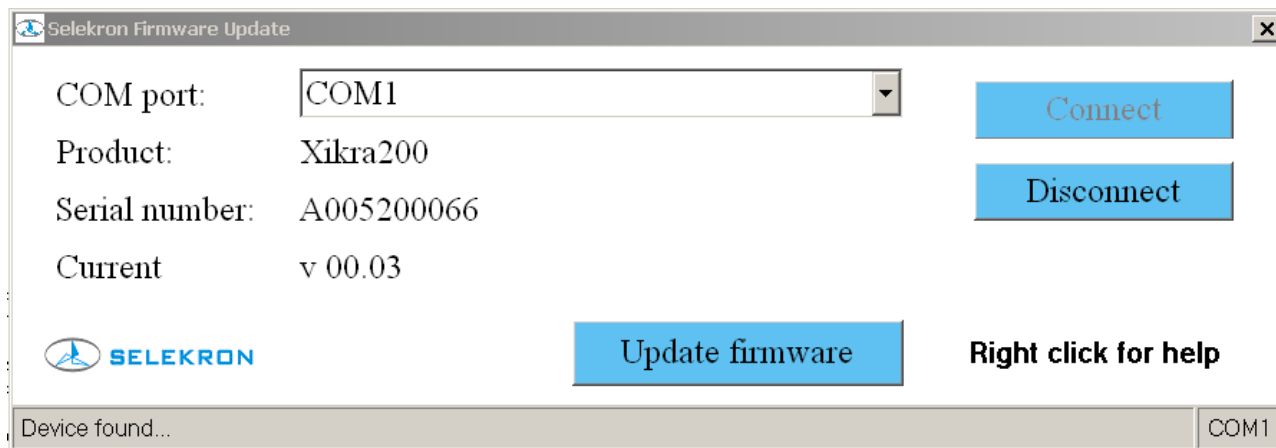 Selekron Firmware Update
COM port: COM1
Connect
Product: Xikra200
Disconnect
Serial number: A005200066
Current v 00.03
SELEKRON
Update firmware
Right click for help
Device found... COM1